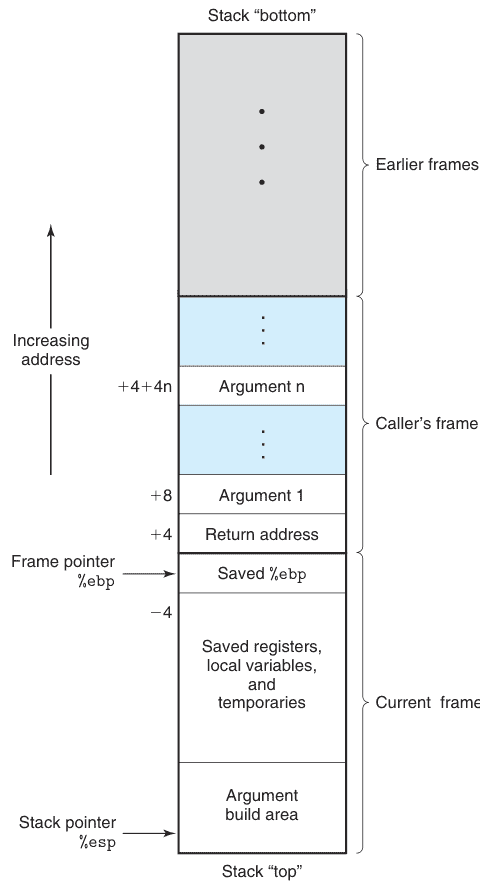 Stack “bottom”
Earlier frames
Increasing
address
+4+4n
Argument n
Caller’s frame
+8
Argument 1
+4
Return address
Frame pointer
%ebp
Saved %ebp
−4
Saved registers,
local variables,
and
temporaries
Current frame
Argument
build area
Stack pointer
%esp
Stack “top”